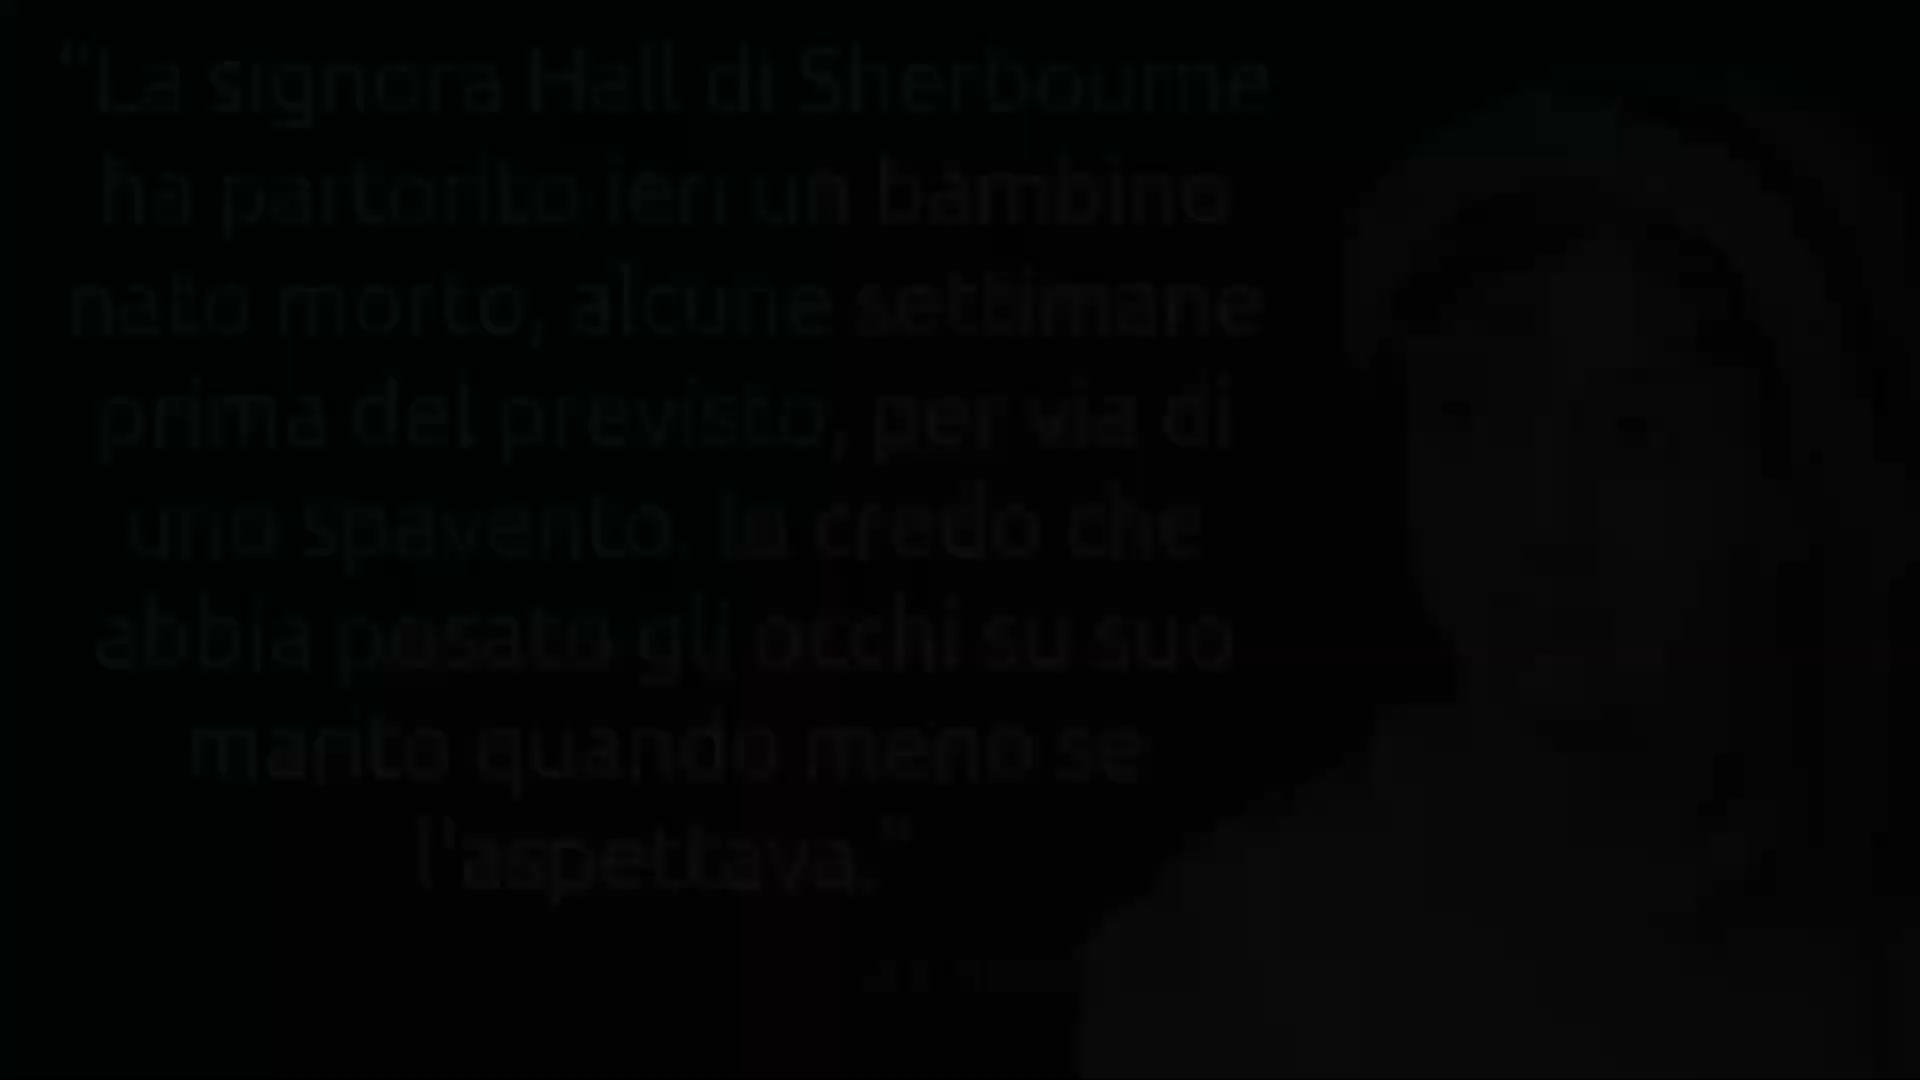 “La signora Hall di Sherbourne
ha partorito ieri un bambino
nato morto, alcune settimane
prima del previsto, per via di
uno spavento. Io credo che
abbia posato gli occhi su suo
marito quando meno se
l'aspettava.”